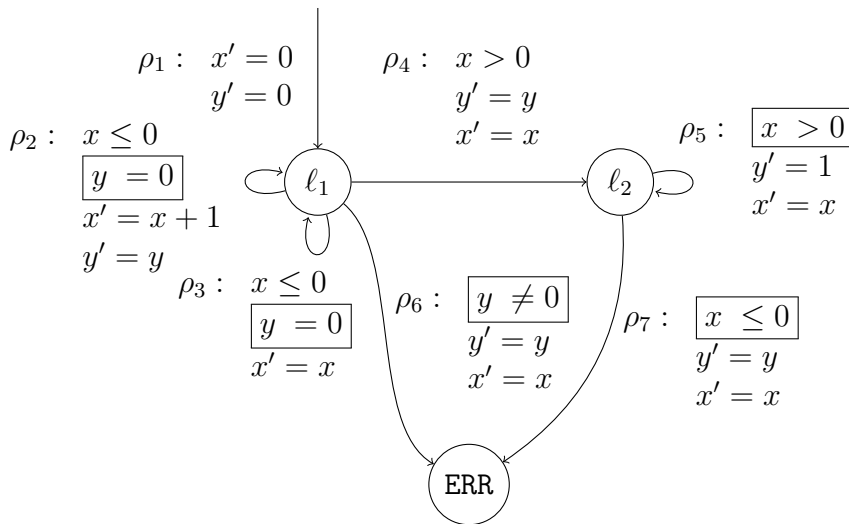 ρ₁ : x′ = 0
y′ = 0
ρ₄ : x > 0
y′ = y
x′ = x
ρ₂ : x ≤ 0
y = 0
x′ = x + 1
y′ = y
ℓ₁
ℓ₂
ρ₅ : x > 0
y′ = 1
x′ = x
ρ₃ : x ≤ 0
y = 0
x′ = x
ρ₆ : y ≠ 0
y′ = y
x′ = x
ρ₇ : x ≤ 0
y′ = y
x′ = x
ERR